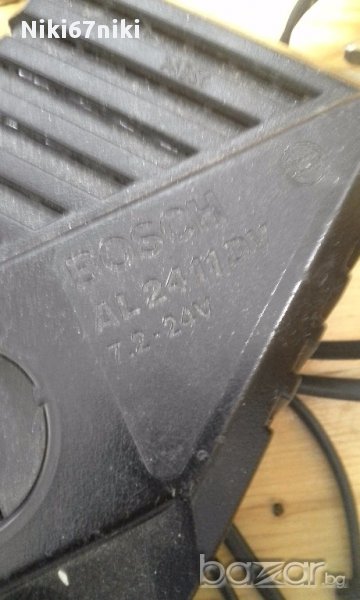 Niki67niki
BOSCH
AL 2411 DV
7,2-24V
bazar.bg